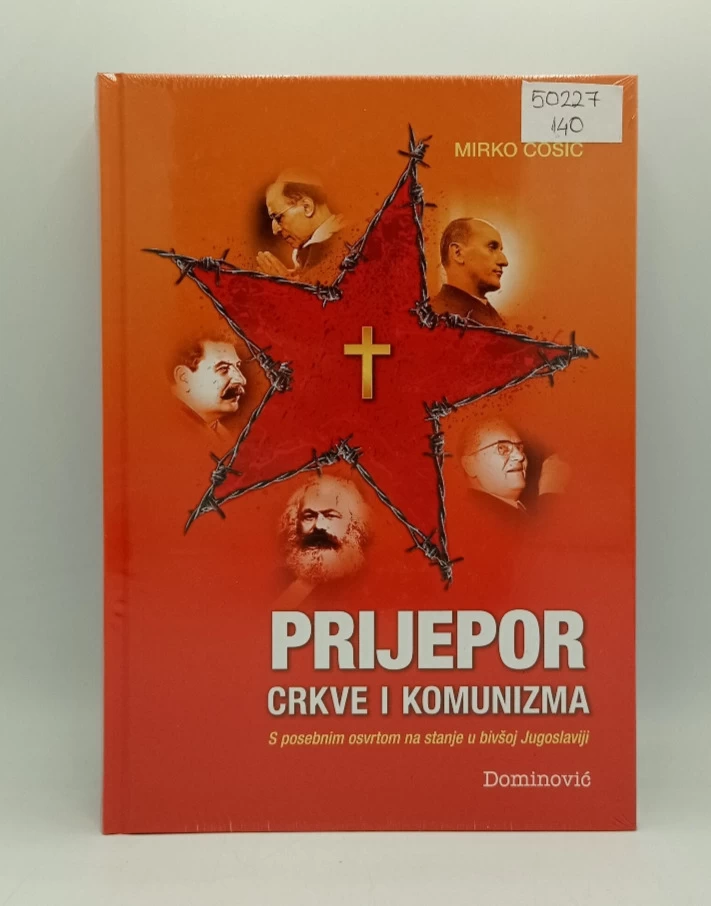 50227
140
MIRKO ĆOSIĆ
PRIJEPOR
CRKVE I KOMUNIZMA
S posebnim osvrtom na stanje u bivšoj Jugoslaviji
Dominović